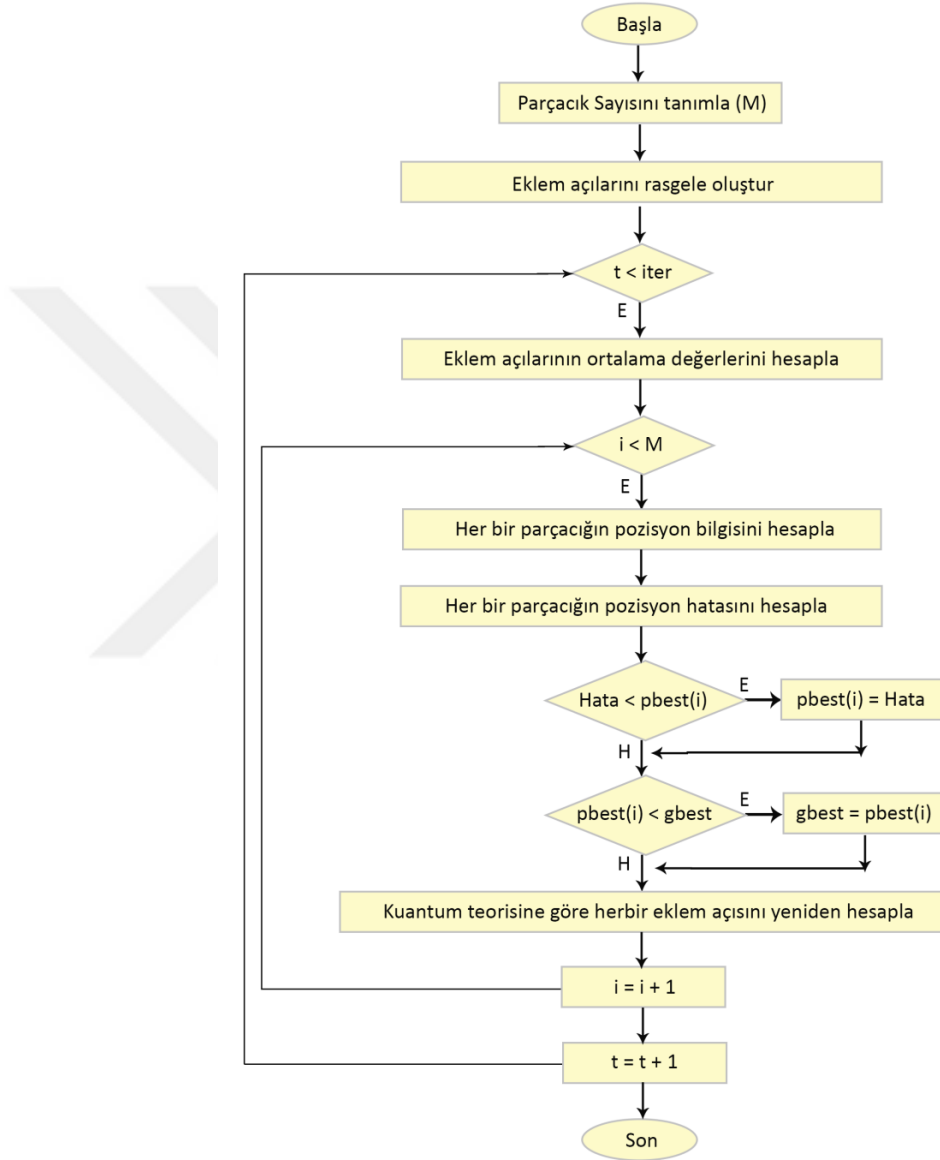 Başla
Parçacık Sayısını tanımla (M)
Eklem açılarını rasgele oluştur
t < iter
E
Eklem açılarının ortalama değerlerini hesapla
i < M
E
Her bir parçacığın pozisyon bilgisini hesapla
Her bir parçacığın pozisyon hatasını hesapla
Hata < pbest(i)
E
pbest(i) = Hata
H
pbest(i) < gbest
E
gbest = pbest(i)
H
Kuantum teorisine göre herbir eklem açısını yeniden hesapla
i = i + 1
t = t + 1
Son